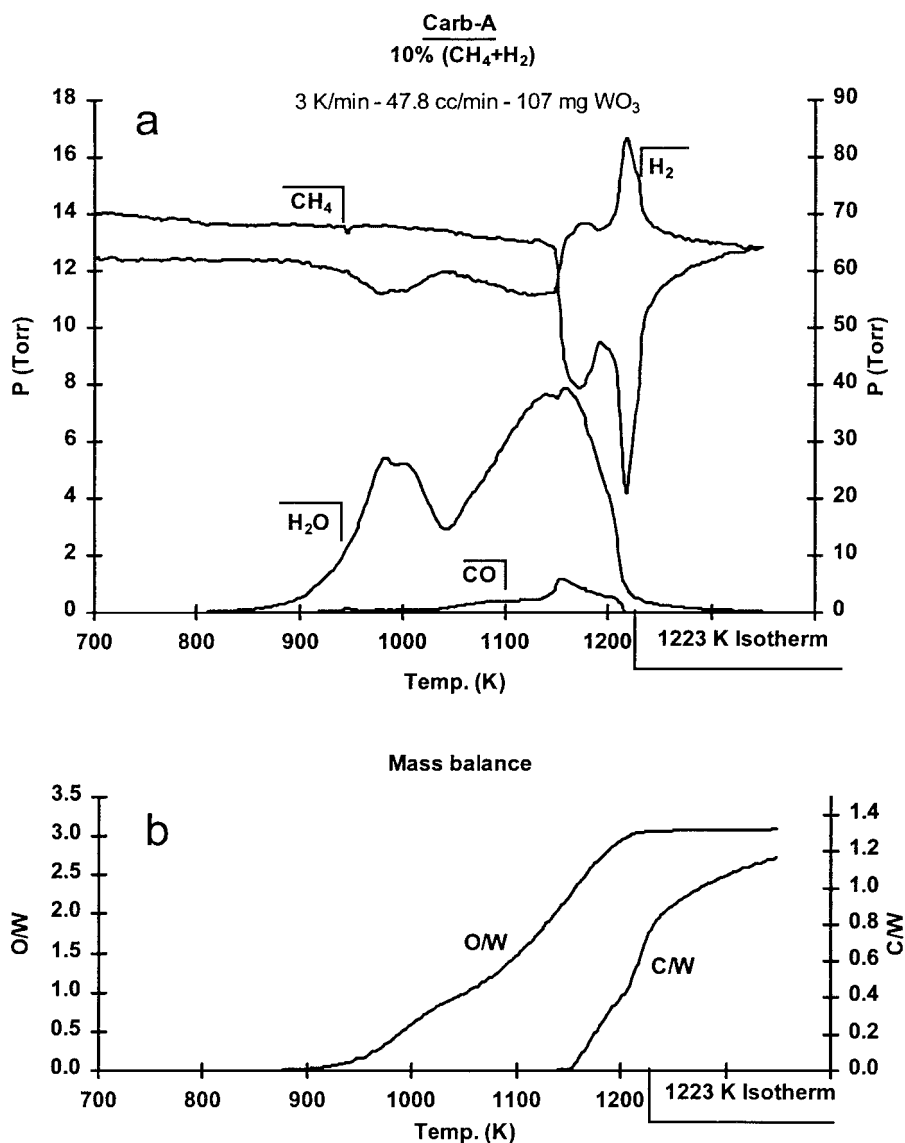 Carb-A
10% (CH₄+H₂)
3 K/min - 47.8 cc/min - 107 mg WO₃
a
18
16
14
12
10
8
6
4
2
0
P (Torr)
90
80
70
60
50
40
30
20
10
0
P (Torr)
H₂
CH₄
H₂O
CO
700 800 900 1000 1100 1200
1223 K Isotherm
Temp. (K)
Mass balance
b
3.5
3.0
2.5
2.0
1.5
1.0
0.5
0.0
O/W
1.4
1.2
1.0
0.8
0.6
0.4
0.2
0.0
C/W
O/W
C/W
700 800 900 1000 1100 1200
1223 K Isotherm
Temp. (K)